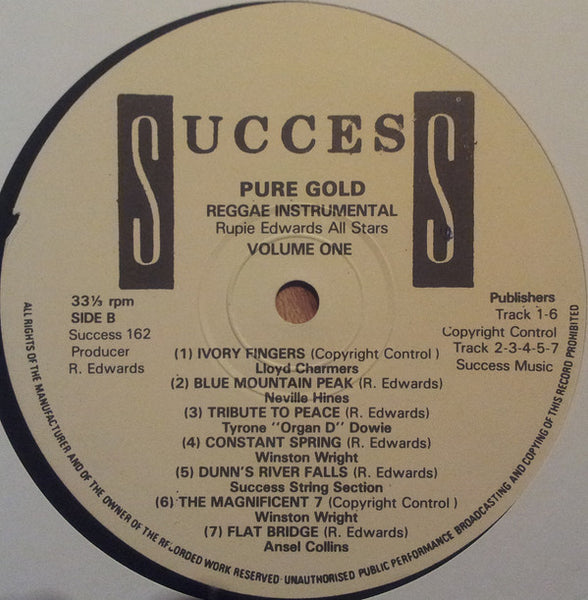 SUCCESS
PURE GOLD
REGGAE INSTRUMENTAL
Rupie Edwards All Stars
VOLUME ONE
33⅓ rpm
SIDE B
Success 162
Producer
R. Edwards
Publishers
Track 1-6
Copyright Control
Track 2-3-4-5-7
Success Music
(1) IVORY FINGERS (Copyright Control )
Lloyd Charmers
(2) BLUE MOUNTAIN PEAK (R. Edwards)
Neville Hines
(3) TRIBUTE TO PEACE (R. Edwards)
Tyrone "Organ D" Dowie
(4) CONSTANT SPRING (R. Edwards)
Winston Wright
(5) DUNN'S RIVER FALLS (R. Edwards)
Success String Section
(6) THE MAGNIFICENT 7 (Copyright Control )
Winston Wright
(7) FLAT BRIDGE (R. Edwards)
Ansel Collins
ALL RIGHTS OF THE MANUFACTURER AND OF THE OWNER OF THE RECORDED WORK RESERVED· UNAUTHORISED PUBLIC PERFORMANCE BROADCASTING AND COPYING OF THIS RECORD PROHIBITED